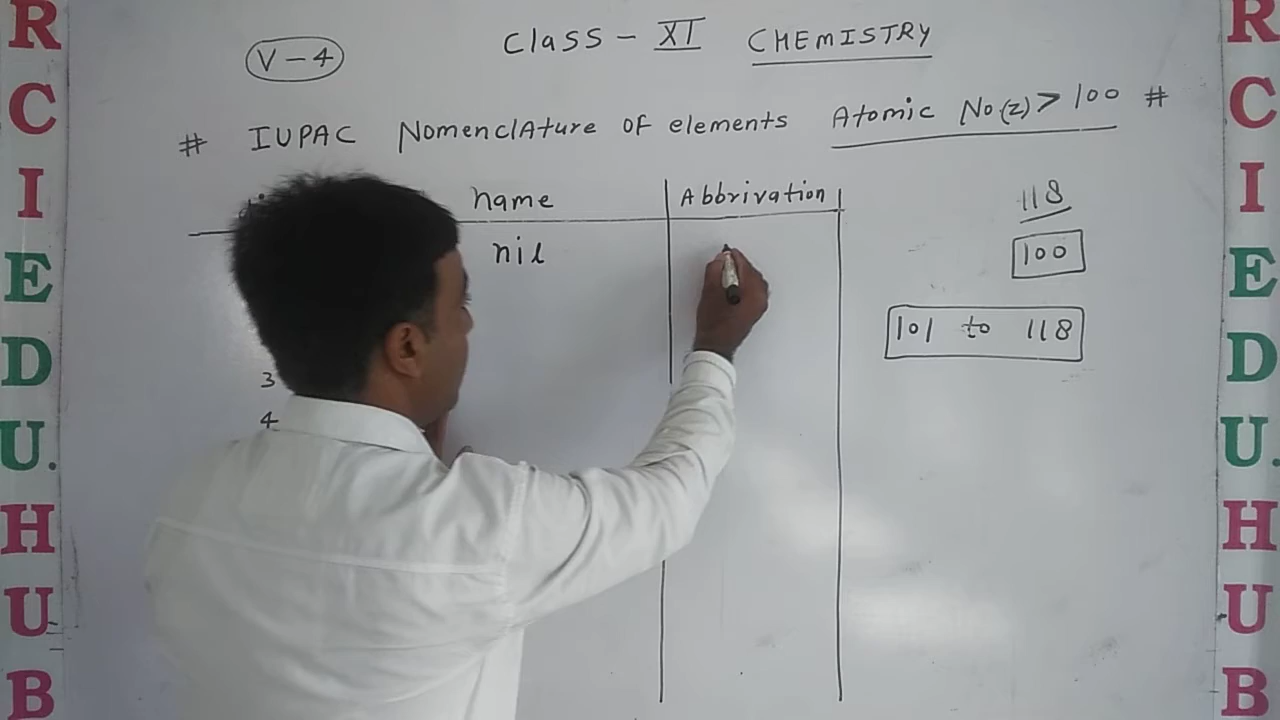 Class - XI CHEMISTRY
V-4
# IUPAC Nomenclature of elements Atomic No(z) > 100 #
name Abbrivation
nil
3
4
118
100
101 to 118
R C I E D U. H U B
R C I E D U. H U B